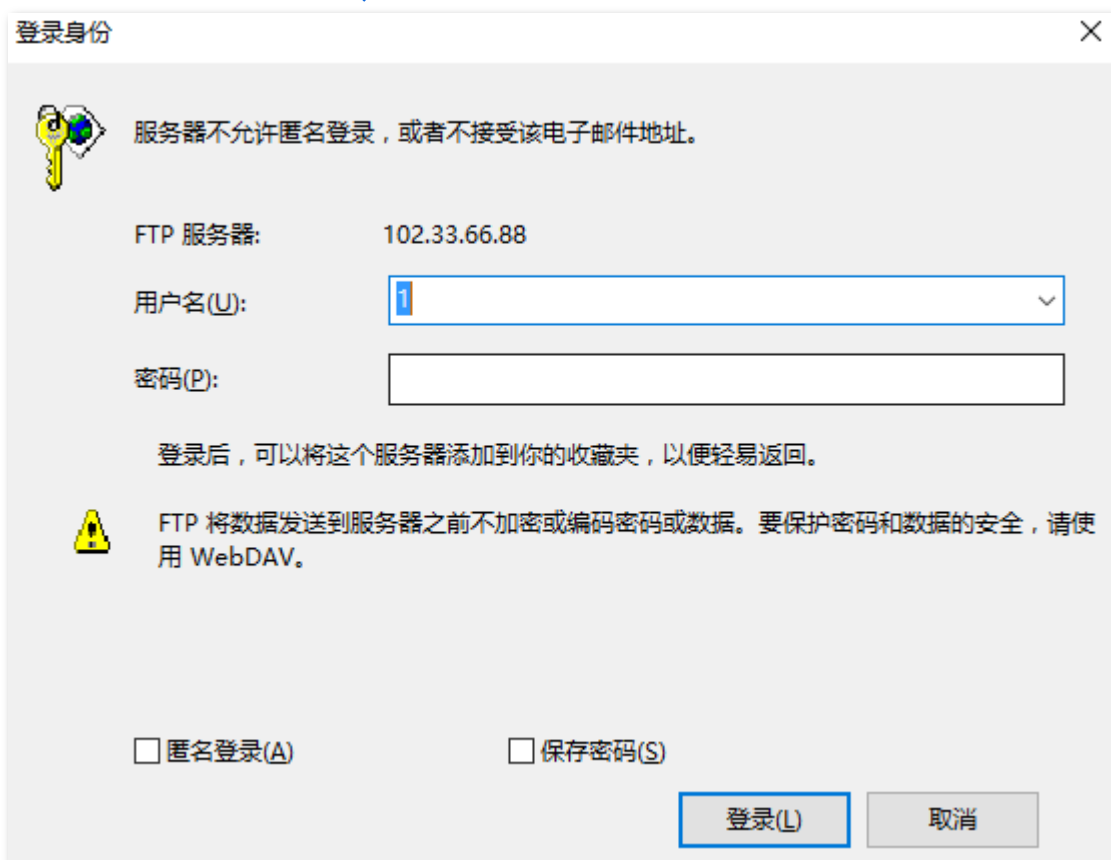 登录身份
服务器不允许匿名登录，或者不接受该电子邮件地址。
FTP 服务器: 102.33.66.88
用户名(U): 1
密码(P):
登录后，可以将这个服务器添加到你的收藏夹，以便轻易返回。
FTP 将数据发送到服务器之前不加密或编码密码或数据。要保护密码和数据的安全，请使
用 WebDAV。
匿名登录(A) 保存密码(S)
登录(L) 取消